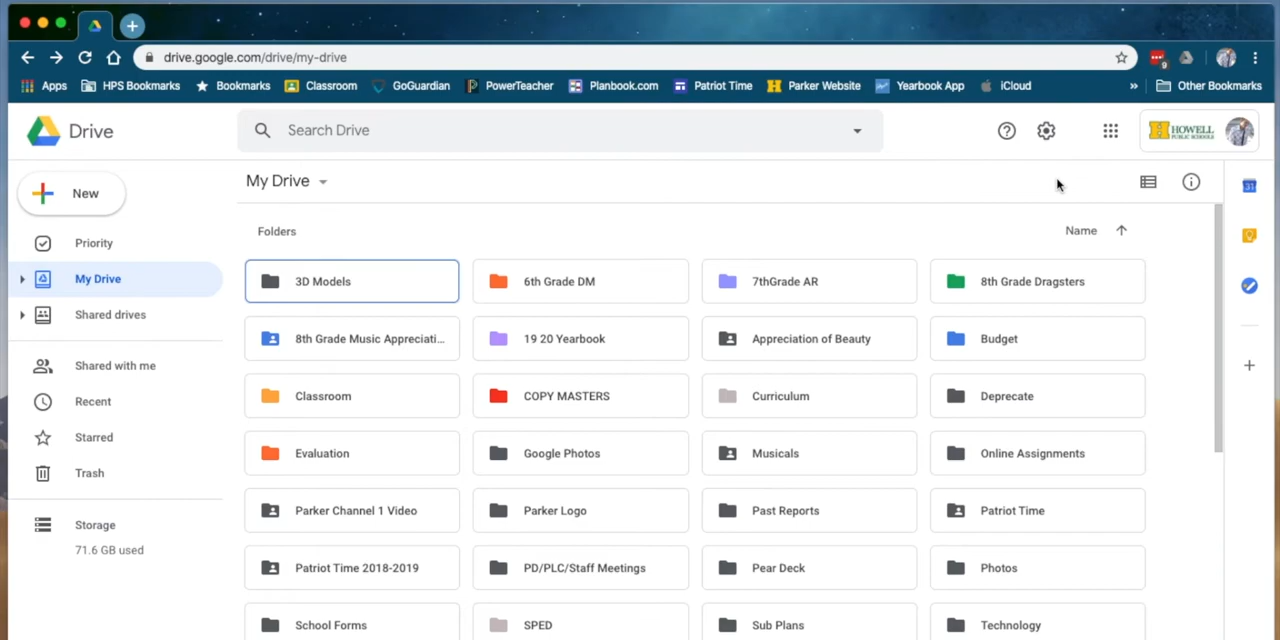 drive.google.com/drive/my-drive
9
Apps HPS Bookmarks Bookmarks Classroom GoGuardian PowerTeacher Planbook.com Patriot Time Parker Website Yearbook App iCloud » Other Bookmarks
Drive Search Drive HOWELL
PUBLIC SCHOOLS
New My Drive 31
Folders Name
Priority
My Drive 3D Models 6th Grade DM 7thGrade AR 8th Grade Dragsters
Shared drives
8th Grade Music Appreciati... 19 20 Yearbook Appreciation of Beauty Budget
Shared with me
Classroom COPY MASTERS Curriculum Deprecate
Recent
Starred
Evaluation Google Photos Musicals Online Assignments
Trash
Parker Channel 1 Video Parker Logo Past Reports Patriot Time
Storage
71.6 GB used
Patriot Time 2018-2019 PD/PLC/Staff Meetings Pear Deck Photos
School Forms SPED Sub Plans Technology